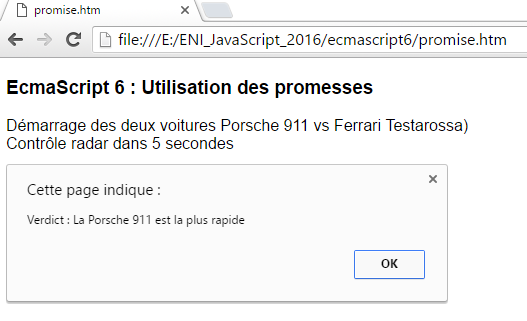 promise.htm
file:///E:/ENI_JavaScript_2016/ecmascript6/promise.htm
EcmaScript 6 : Utilisation des promesses
Démarrage des deux voitures Porsche 911 vs Ferrari Testarossa)
Contrôle radar dans 5 secondes
Cette page indique :
Verdict : La Porsche 911 est la plus rapide
OK